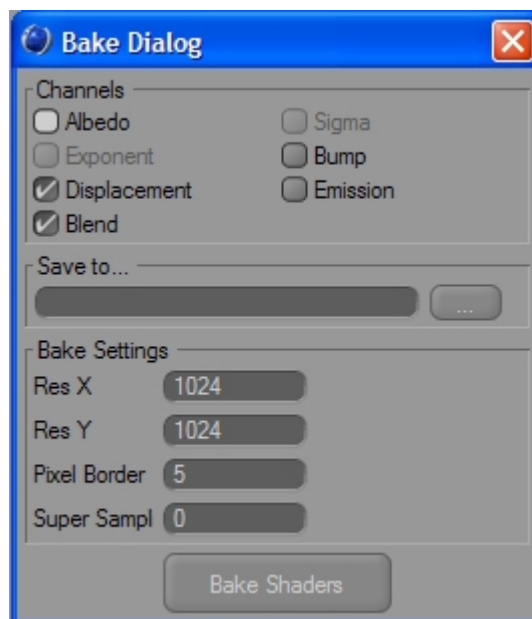 Bake Dialog
Channels
Albedo Sigma
Exponent Bump
Displacement Emission
Blend
Save to...
...
Bake Settings
Res X 1024
Res Y 1024
Pixel Border 5
Super Sampl 0
Bake Shaders